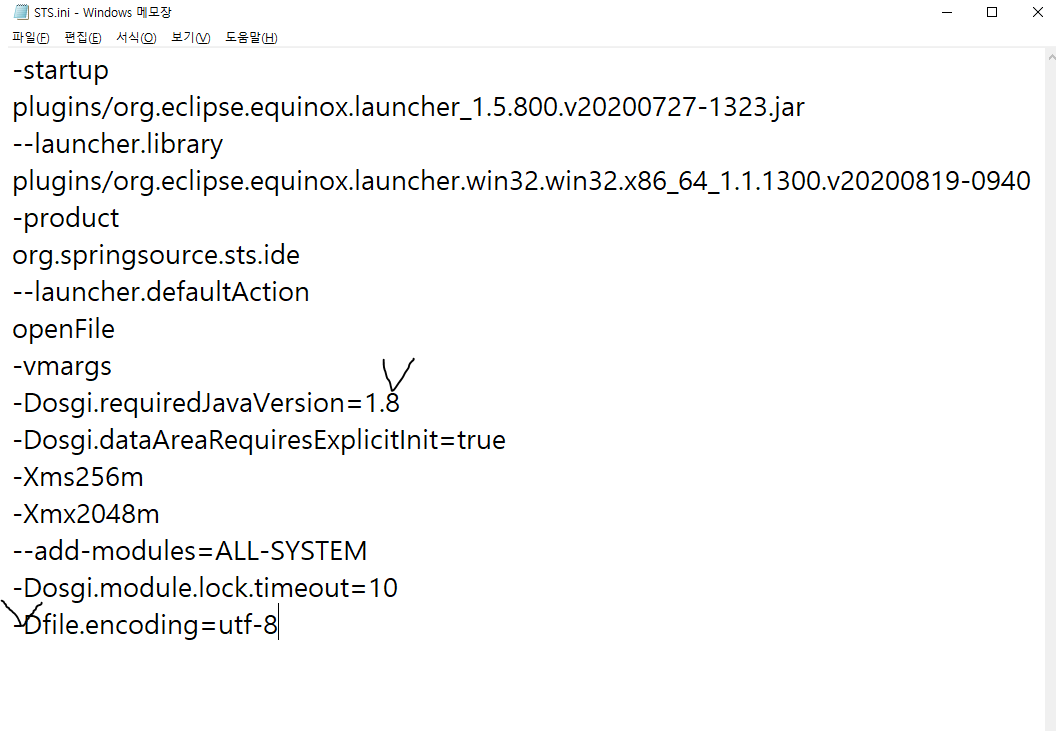 STS.ini - Windows 메모장
파일(F) 편집(E) 서식(O) 보기(V) 도움말(H)
-startup
plugins/org.eclipse.equinox.launcher_1.5.800.v20200727-1323.jar
--launcher.library
plugins/org.eclipse.equinox.launcher.win32.win32.x86_64_1.1.1300.v20200819-0940
-product
org.springsource.sts.ide
--launcher.defaultAction
openFile
-vmargs
-Dosgi.requiredJavaVersion=1.8
-Dosgi.dataAreaRequiresExplicitInit=true
-Xms256m
-Xmx2048m
--add-modules=ALL-SYSTEM
-Dosgi.module.lock.timeout=10
-Dfile.encoding=utf-8